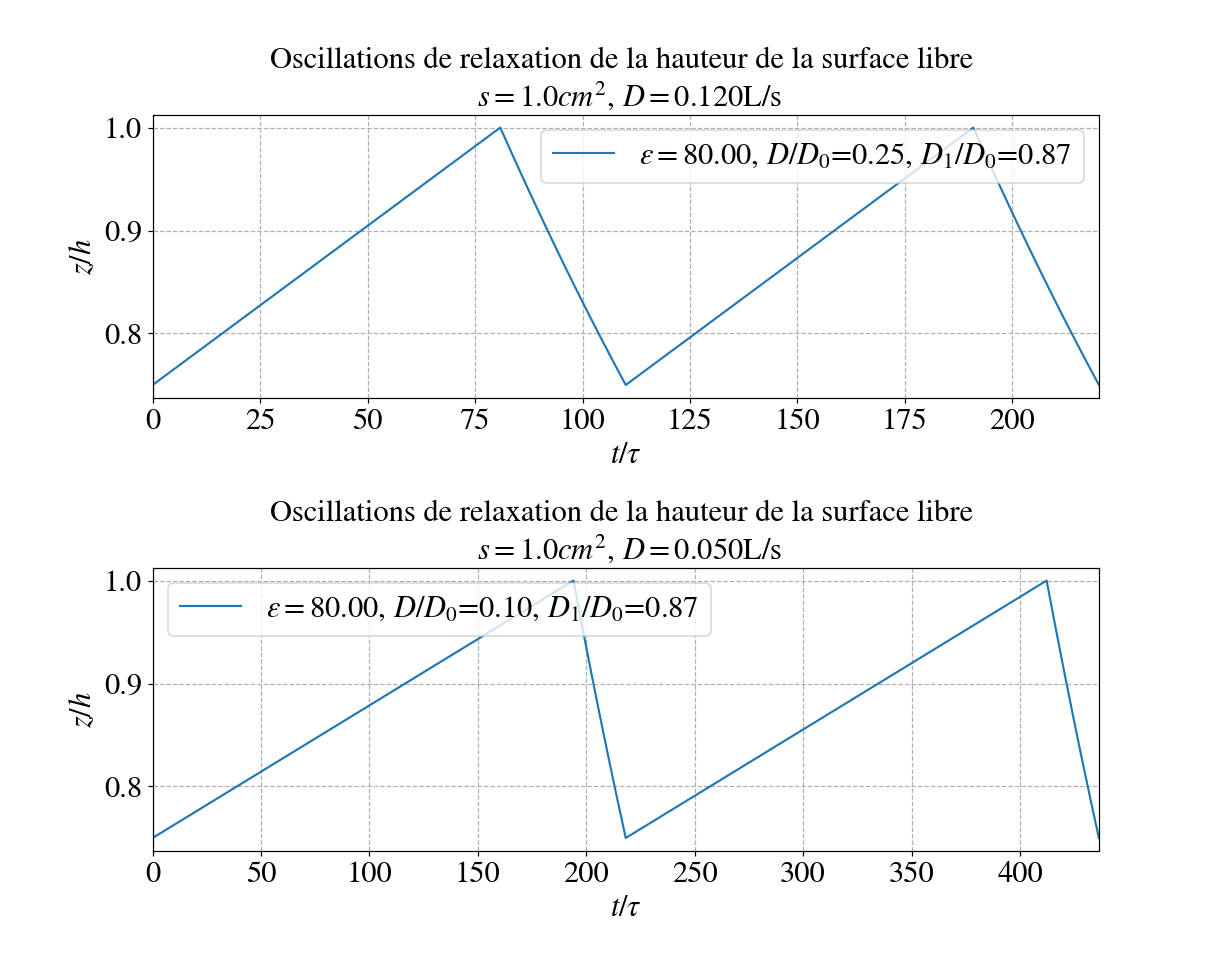 Oscillations de relaxation de la hauteur de la surface libre
s = 1.0cm², D = 0.120L/s
ε = 80.00, D/D₀=0.25, D₁/D₀=0.87
1.0
0.9
0.8
z/h
0 25 50 75 100 125 150 175 200
t/τ
Oscillations de relaxation de la hauteur de la surface libre
s = 1.0cm², D = 0.050L/s
ε = 80.00, D/D₀=0.10, D₁/D₀=0.87
1.0
0.9
0.8
z/h
0 50 100 150 200 250 300 350 400
t/τ